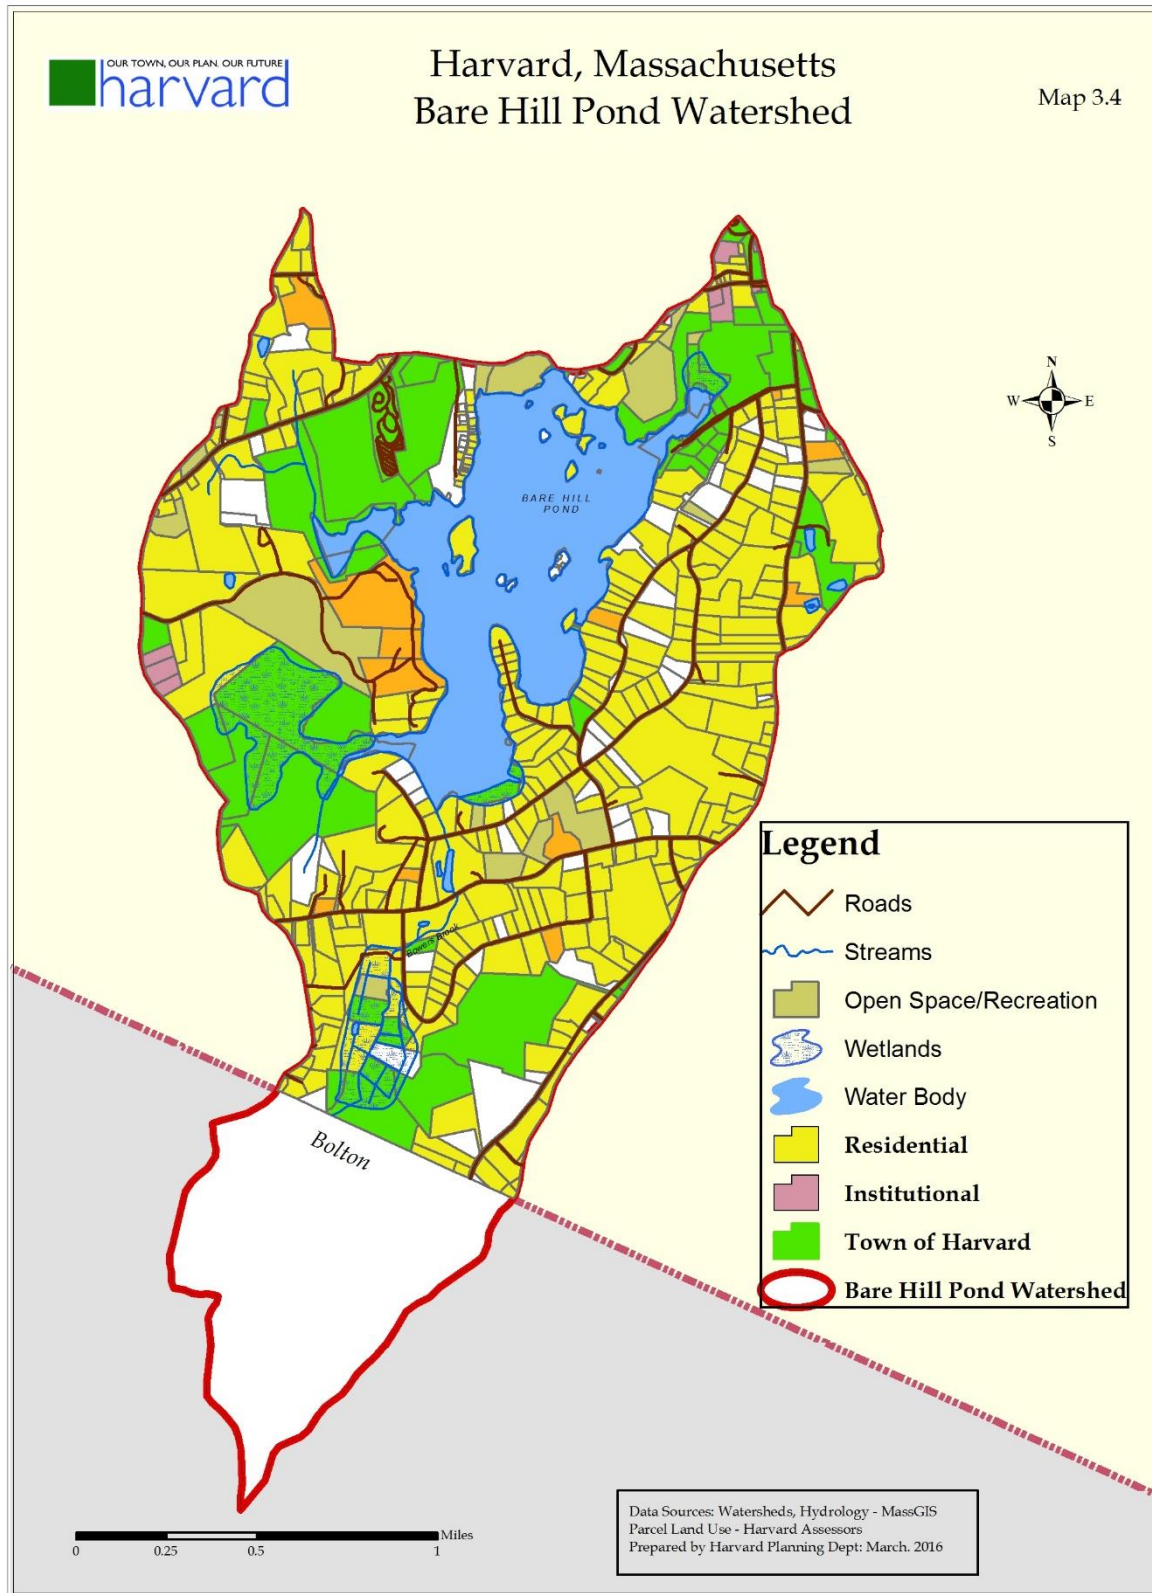 OUR TOWN, OUR PLAN. OUR FUTURE
harvard
Harvard, Massachusetts
Bare Hill Pond Watershed
Map 3.4
N
W E
S
BARE HILL
POND
Bowers Brook
Bolton
Legend
Roads
Streams
Open Space/Recreation
Wetlands
Water Body
Residential
Institutional
Town of Harvard
Bare Hill Pond Watershed
Miles
0 0.25 0.5 1
Data Sources: Watersheds, Hydrology - MassGIS
Parcel Land Use - Harvard Assessors
Prepared by Harvard Planning Dept: March. 2016